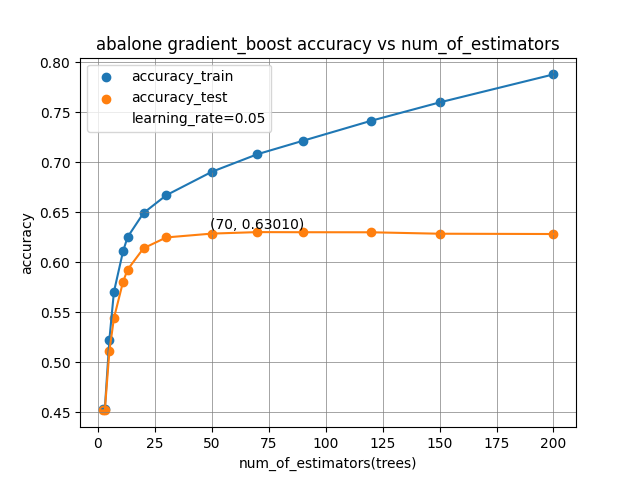 abalone gradient_boost accuracy vs num_of_estimators
accuracy_train
accuracy_test
learning_rate=0.05
(70, 0.63010)
accuracy
0.80
0.75
0.70
0.65
0.60
0.55
0.50
0.45
0 25 50 75 100 125 150 175 200
num_of_estimators(trees)